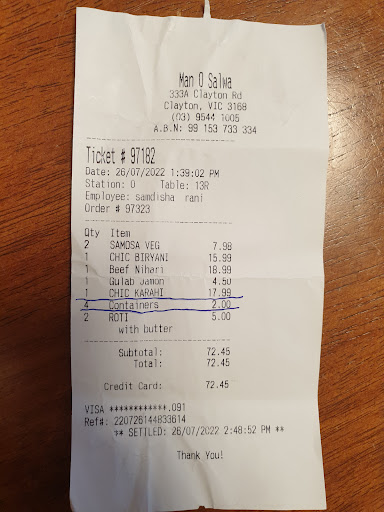 Man O Salwa
333A Clayton Rd
Clayton, VIC 3168
(03) 9544 1005
A.B.N: 99 153 733 334
Ticket # 97182
Date: 26/07/2022 1:39:02 PM
Station: 0 Table: 13R
Employee: samdisha rani
Order # 97323
Qty Item
2 SAMOSA VEG 7.98
1 CHIC BIRYANI 15.99
1 Beef Nihari 18.99
1 Gulab Jamon 4.50
1 CHIC KARAHI 17.99
4 Containers 2.00
2 ROTI 5.00
with butter
Subtotal: 72.45
Total: 72.45
Credit Card: 72.45
VISA ************.091
Ref#: 220726144833614
** SETTLED: 26/07/2022 2:48:52 PM **
Thank You!